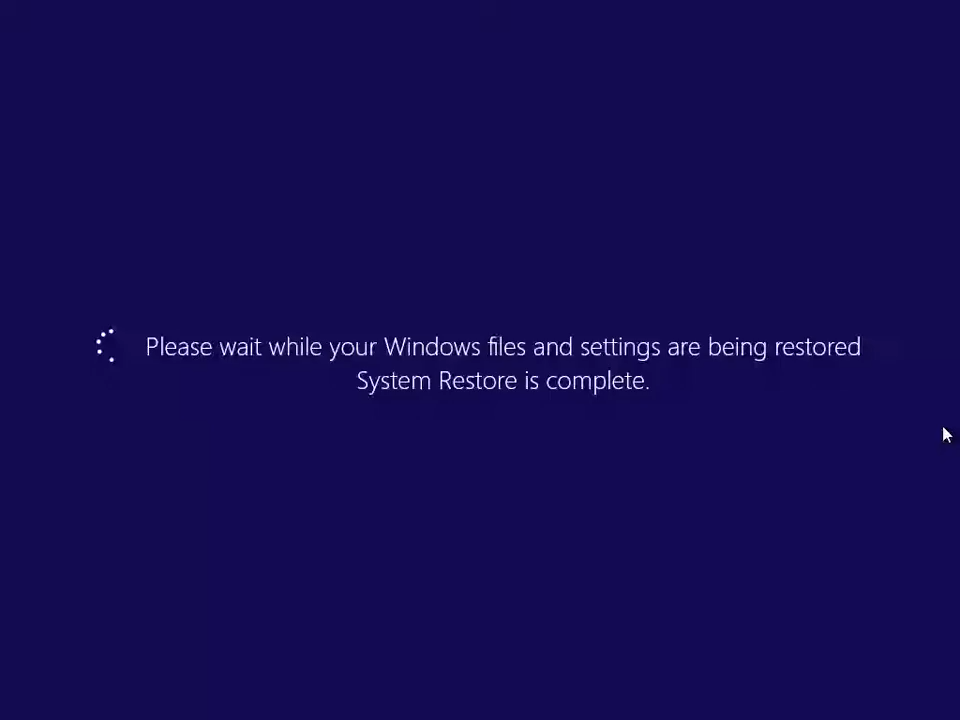 Please wait while your Windows files and settings are being restored
System Restore is complete.